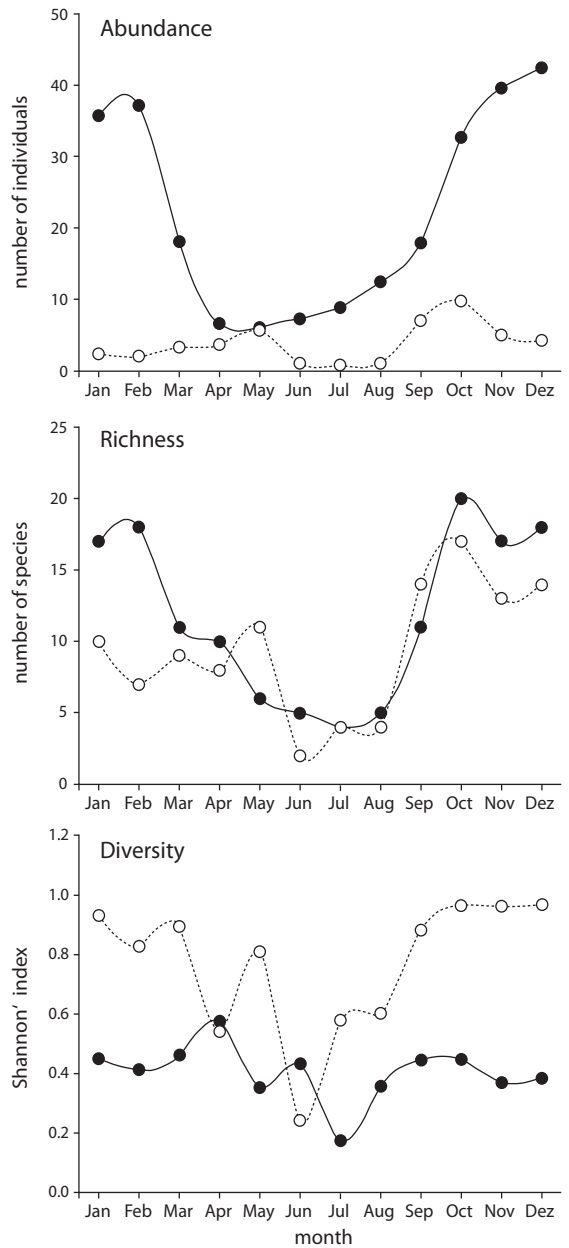 Abundance
number of individuals
50
40
30
20
10
0
Jan Feb Mar Apr May Jun Jul Aug Sep Oct Nov Dez
Richness
number of species
25
20
15
10
5
0
Jan Feb Mar Apr May Jun Jul Aug Sep Oct Nov Dez
Diversity
Shannon' index
1.2
1.0
0.8
0.6
0.4
0.2
0.0
Jan Feb Mar Apr May Jun Jul Aug Sep Oct Nov Dez
month